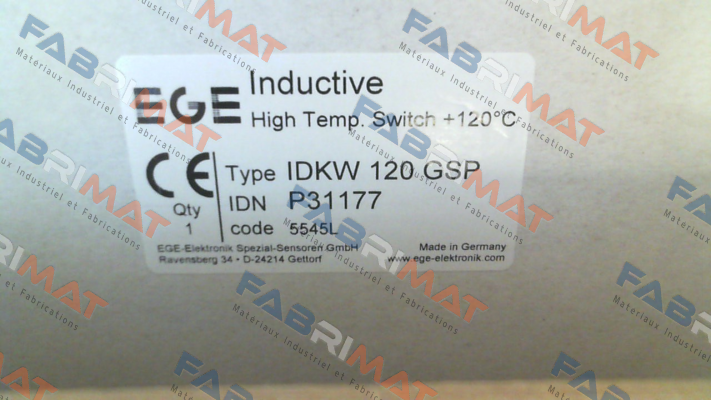 EGE
Inductive
High Temp. Switch +120°C
CE
Type IDKW 120 GSP
IDN P31177
code 5545L
Qty
1
EGE-Elektronik Spezial-Sensoren GmbH
Ravensberg 34 • D-24214 Gettorf
Made in Germany
www.ege-elektronik.com
FABRIMAT
Materiaux Industriel et Fabrications